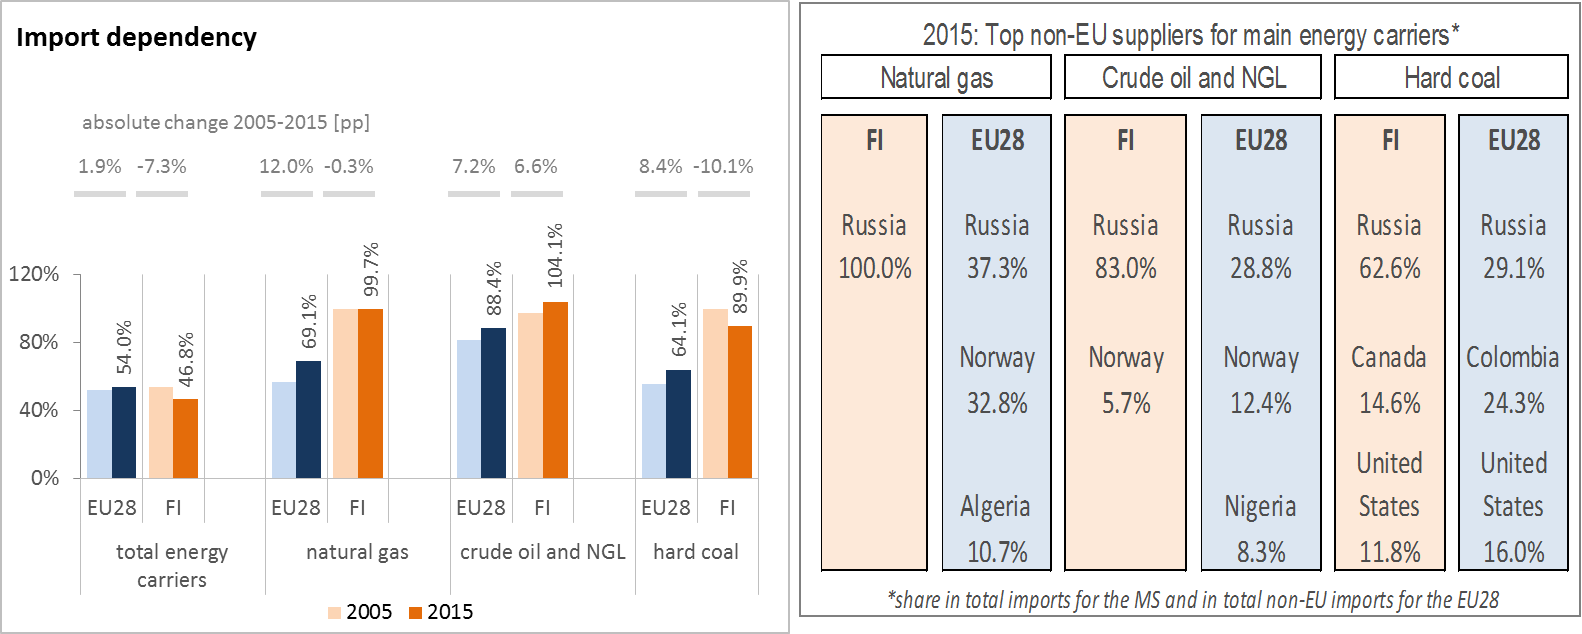 Import dependency
absolute change 2005-2015 [pp]
1.9% -7.3% 12.0% -0.3% 7.2% 6.6% 8.4% -10.1%
120%
80%
40%
0%
54.0% 46.8% 69.1% 99.7% 88.4% 104.1% 64.1% 89.9%
EU28 FI EU28 FI EU28 FI EU28 FI
total energy carriers natural gas crude oil and NGL hard coal
2005 2015
2015: Top non-EU suppliers for main energy carriers*
Natural gas Crude oil and NGL Hard coal
FI EU28 FI EU28 FI EU28
Russia Russia Russia Russia Russia Russia
100.0% 37.3% 83.0% 28.8% 62.6% 29.1%
Norway Norway Norway Canada Colombia
32.8% 5.7% 12.4% 14.6% 24.3%
United United
Algeria Nigeria States States
10.7% 8.3% 11.8% 16.0%
*share in total imports for the MS and in total non-EU imports for the EU28